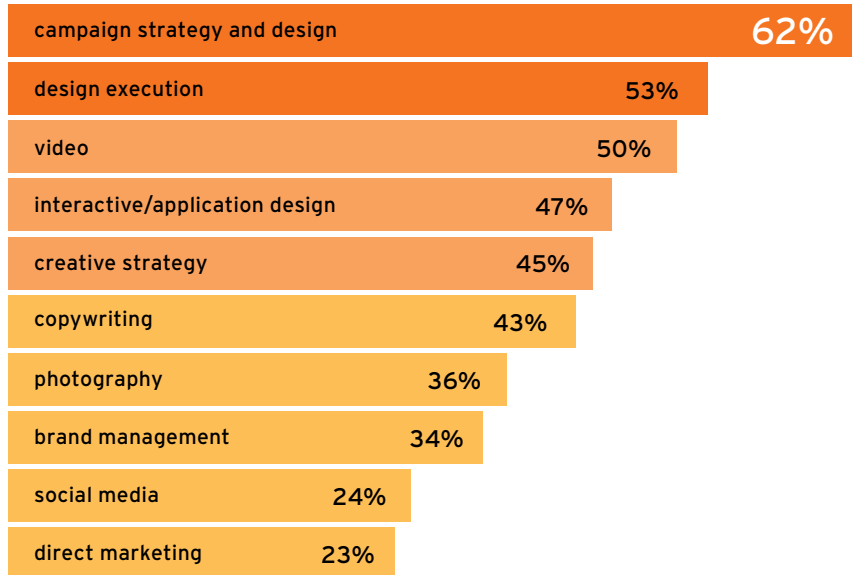 campaign strategy and design 62%
design execution 53%
video 50%
interactive/application design 47%
creative strategy 45%
copywriting 43%
photography 36%
brand management 34%
social media 24%
direct marketing 23%